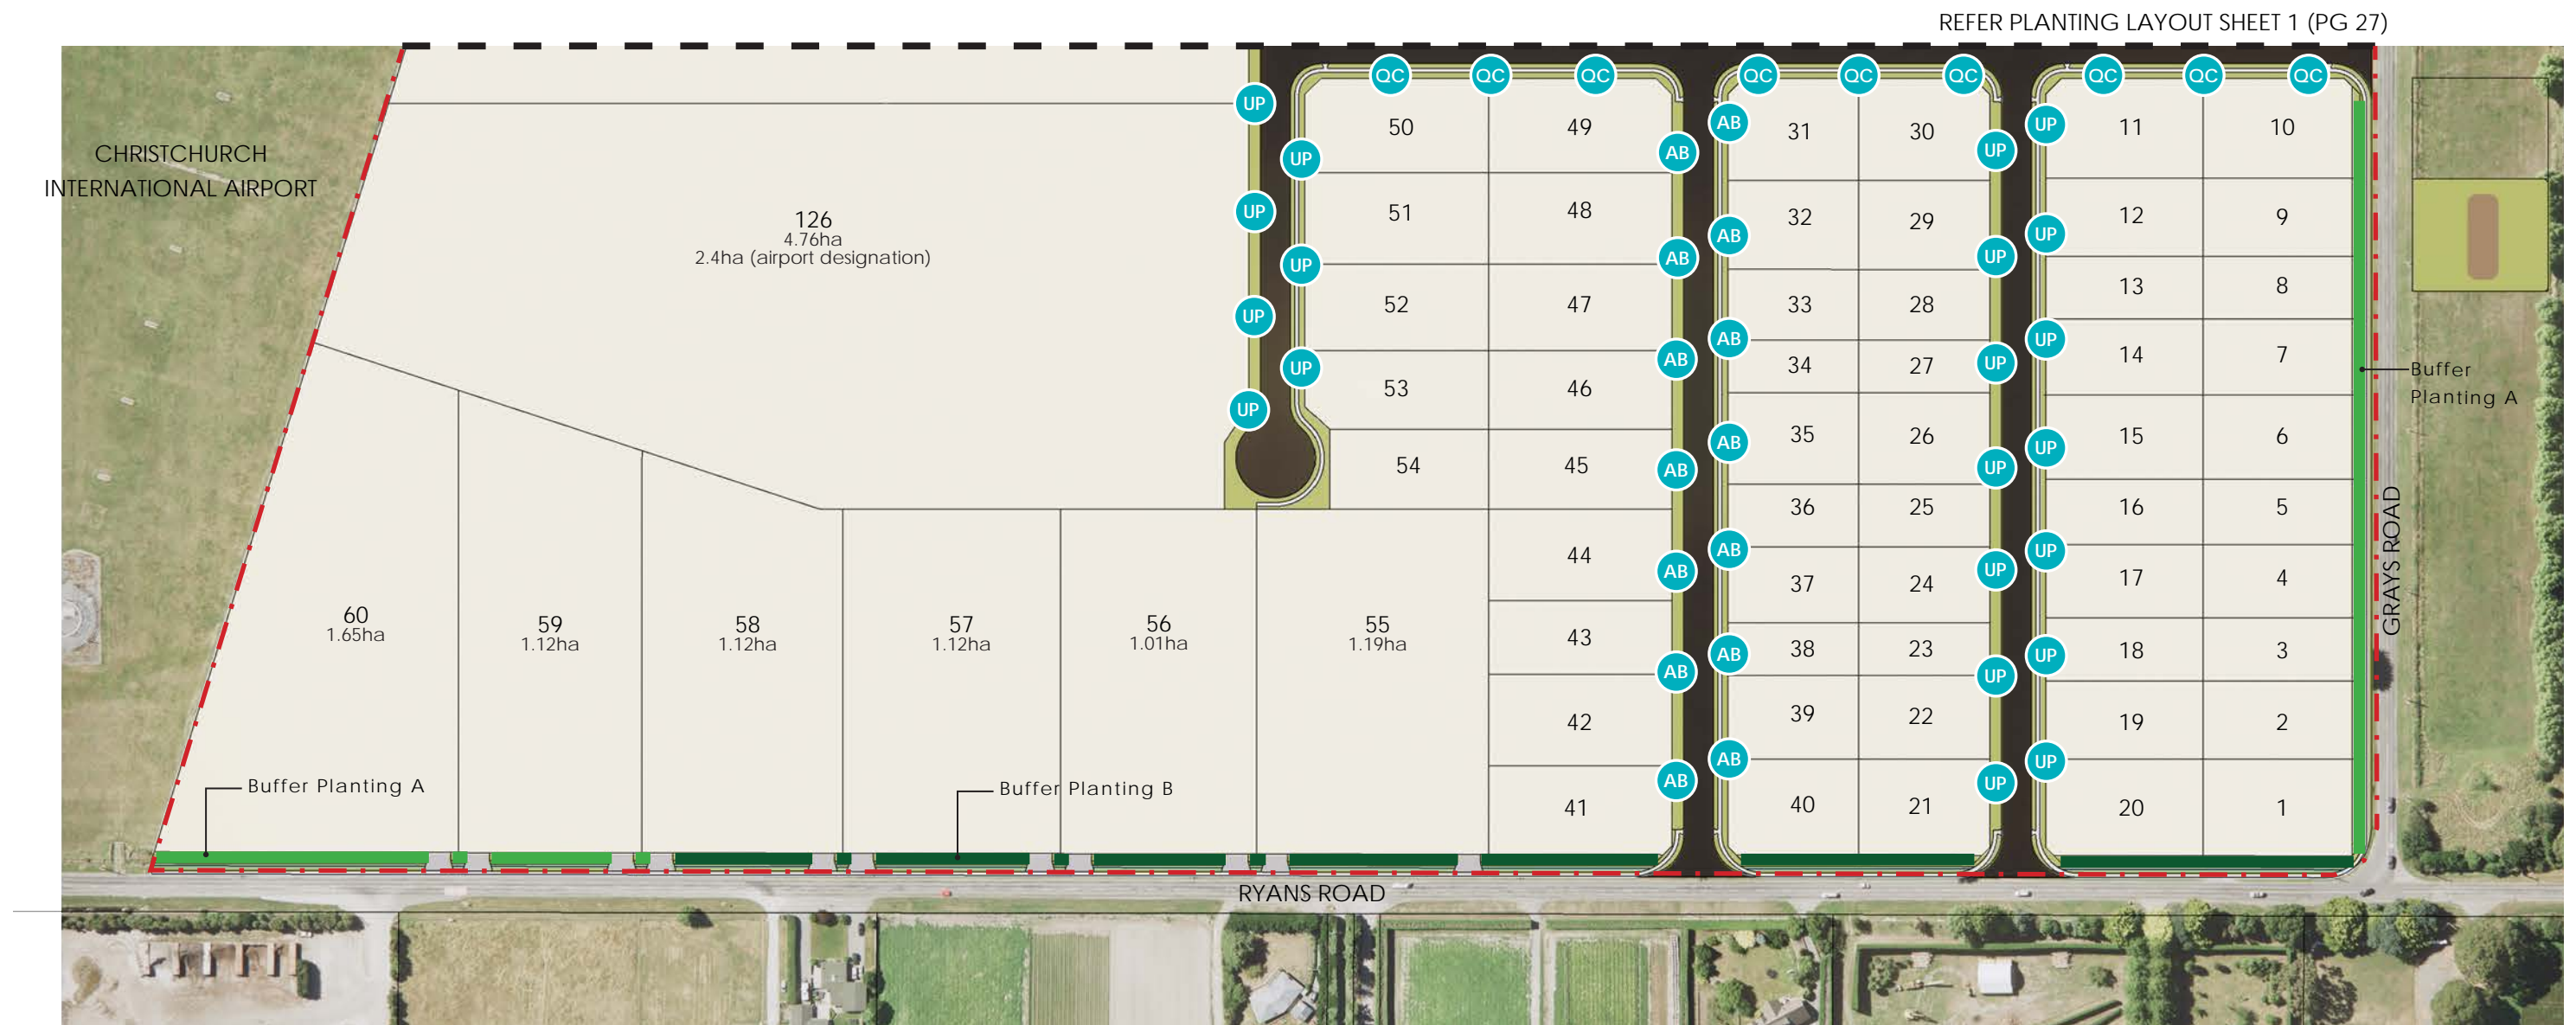 REFER PLANTING LAYOUT SHEET 1 (PG 27)
QC QC QC QC QC QC QC QC QC
CHRISTCHURCH
INTERNATIONAL AIRPORT
126
4.76ha
2.4ha (airport designation)
UP
UP
UP
UP
UP
UP
UP
50 49
51 48
52 47
53 46
54 45
44
43
42
41
AB
AB
AB
AB
AB
AB
AB
AB
AB
AB
AB
AB
AB
AB
31 30
32 29
33 28
34 27
35 26
36 25
37 24
38 23
39 22
40 21
UP
UP
UP
UP
UP
UP
UP
UP
UP
UP
UP
UP
UP
UP
11 10
12 9
13 8
14 7
15 6
16 5
17 4
18 3
19 2
20 1
Buffer
Planting A
GRAYS ROAD
60
1.65ha
59
1.12ha
58
1.12ha
57
1.12ha
56
1.01ha
55
1.19ha
Buffer Planting A
Buffer Planting B
RYANS ROAD